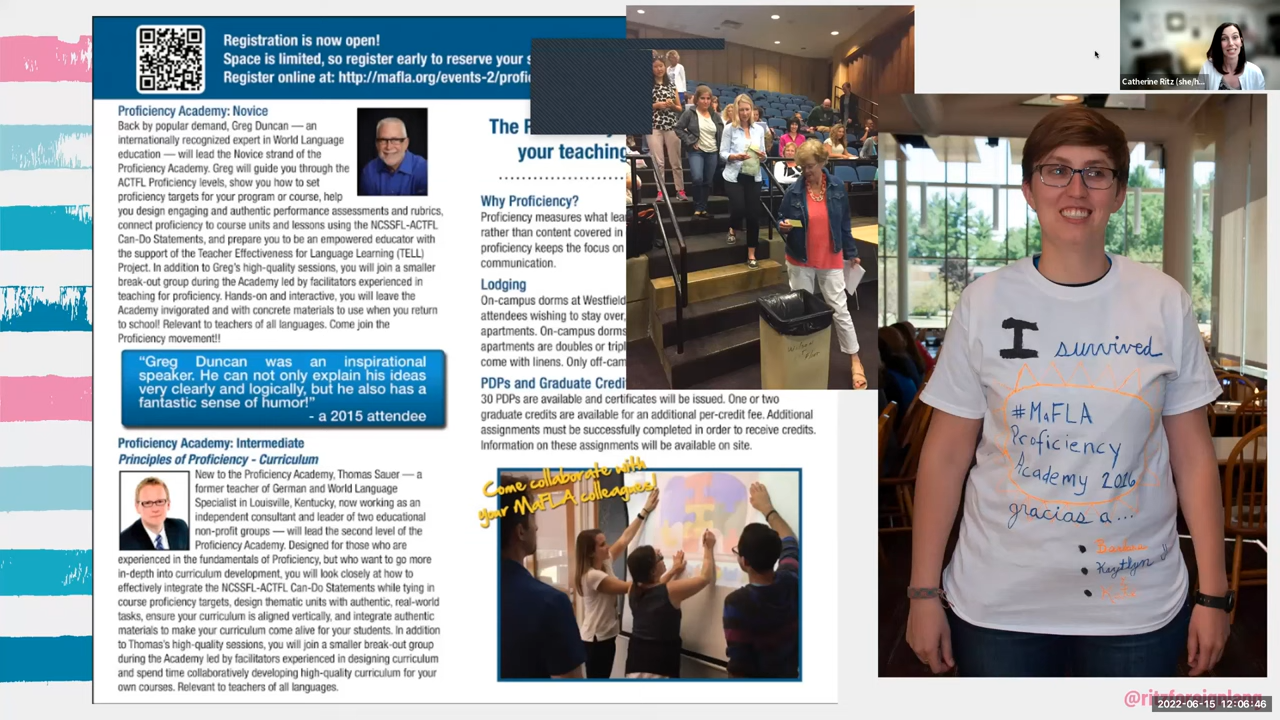 Registration is now open!
Space is limited, so register early to reserve your s
Register online at: http://mafla.org/events-2/profic
Proficiency Academy: Novice
Back by popular demand, Greg Duncan — an
internationally recognized expert in World Language
education — will lead the Novice strand of the
Proficiency Academy. Greg will guide you through the
ACTFL Proficiency levels, show you how to set
proficiency targets for your program or course, help
you design engaging and authentic performance assessments and rubrics,
connect proficiency to course units and lessons using the NCSSFL-ACTFL
Can-Do Statements, and prepare you to be an empowered educator with
the support of the Teacher Effectiveness for Language Learning (TELL)
Project. In addition to Greg's high-quality sessions, you will join a smaller
break-out group during the Academy led by facilitators experienced in
teaching for proficiency. Hands-on and interactive, you will leave the
Academy invigorated and with concrete materials to use when you return
to school! Relevant to teachers of all languages. Come join the
Proficiency movement!!
"Greg Duncan was an inspirational
speaker. He can not only explain his ideas
very clearly and logically, but he also has a
fantastic sense of humor!"
- a 2015 attendee
Proficiency Academy: Intermediate
Principles of Proficiency - Curriculum
New to the Proficiency Academy, Thomas Sauer — a
former teacher of German and World Language
Specialist in Louisville, Kentucky, now working as an
independent consultant and leader of two educational
non-profit groups — will lead the second level of the
Proficiency Academy. Designed for those who are
experienced in the fundamentals of Proficiency, but who want to go more
in-depth into curriculum development, you will look closely at how to
effectively integrate the NCSSFL-ACTFL Can-Do Statements while tying in
course proficiency targets, design thematic units with authentic, real-world
tasks, ensure your curriculum is aligned vertically, and integrate authentic
materials to make your curriculum come alive for your students. In addition
to Thomas's high-quality sessions, you will join a smaller break-out group
during the Academy led by facilitators experienced in designing curriculum
and spend time collaboratively developing high-quality curriculum for your
own courses. Relevant to teachers of all languages.
The
your teaching
Why Proficiency?
Proficiency measures what lea
rather than content covered in
proficiency keeps the focus on
communication.
Lodging
On-campus dorms at Westfield
attendees wishing to stay over,
apartments. On-campus dorms
apartments are doubles or tripl
come with linens. Only off-cam
PDPs and Graduate Credi
30 PDPs are available and certificates will be issued. One or two
graduate credits are available for an additional per-credit fee. Additional
assignments must be successfully completed in order to receive credits.
Information on these assignments will be available on site.
Come collaborate with
your MaFLA colleagues!
I survived
#MaFLA
Proficiency
Academy 2016
gracias a...
Catherine Ritz (she/h...
@ritzforeignlang
2022-06-15 12:06:46